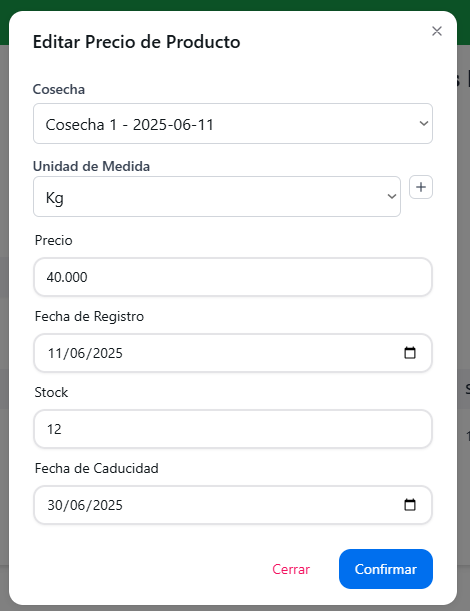 Editar Precio de Producto
Cosecha
Cosecha 1 - 2025-06-11
Unidad de Medida
Kg
Precio
40.000
Fecha de Registro
11/06/2025
Stock
12
Fecha de Caducidad
30/06/2025
Cerrar Confirmar